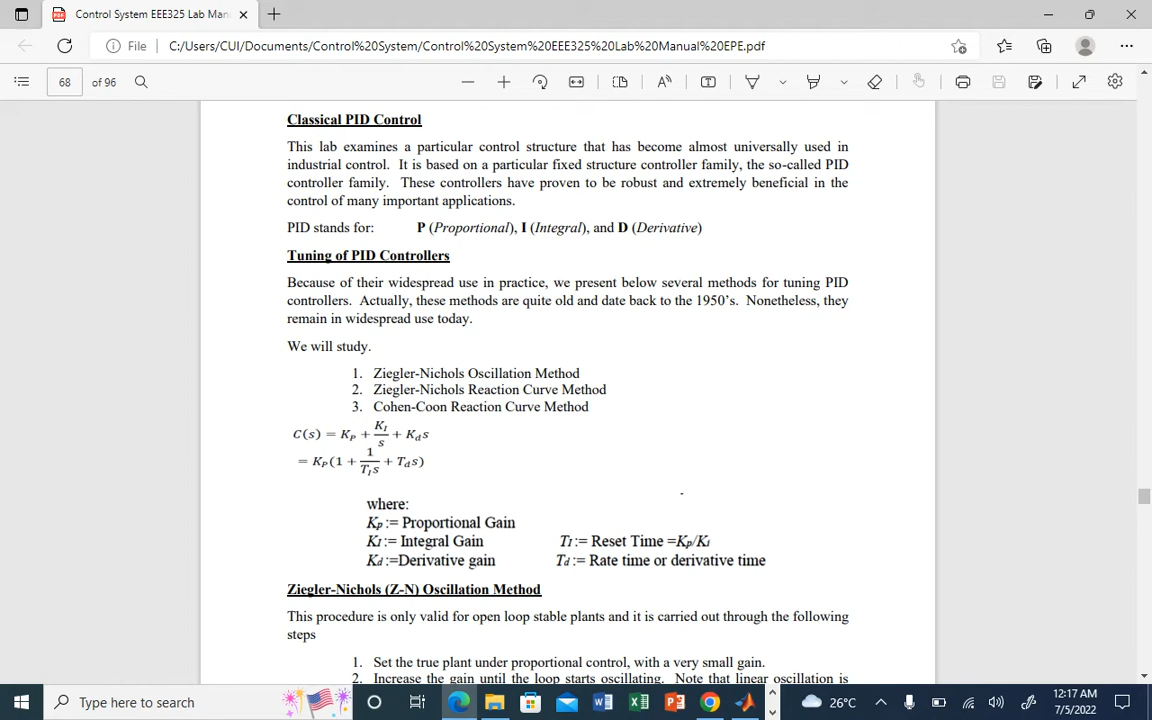 Control System EEE325 Lab Man
File C:/Users/CUI/Documents/Control%20System/Control%20System%20EEE325%20Lab%20Manual%20EPE.pdf
68 of 96
Classical PID Control
This lab examines a particular control structure that has become almost universally used in
industrial control. It is based on a particular fixed structure controller family, the so-called PID
controller family. These controllers have proven to be robust and extremely beneficial in the
control of many important applications.
PID stands for: P (Proportional), I (Integral), and D (Derivative)
Tuning of PID Controllers
Because of their widespread use in practice, we present below several methods for tuning PID
controllers. Actually, these methods are quite old and date back to the 1950's. Nonetheless, they
remain in widespread use today.
We will study.
1. Ziegler-Nichols Oscillation Method
2. Ziegler-Nichols Reaction Curve Method
3. Cohen-Coon Reaction Curve Method
C(s) = K_P + K_I/s + K_d s
= K_P(1 + 1/(T_I s) + T_d s)
where:
Kp := Proportional Gain
KI := Integral Gain TI := Reset Time =Kp/Ki
Kd :=Derivative gain Td := Rate time or derivative time
Ziegler-Nichols (Z-N) Oscillation Method
This procedure is only valid for open loop stable plants and it is carried out through the following
steps
1. Set the true plant under proportional control, with a very small gain.
2. Increase the gain until the loop starts oscillating. Note that linear oscillation is
Type here to search
26°C
12:17 AM
7/5/2022